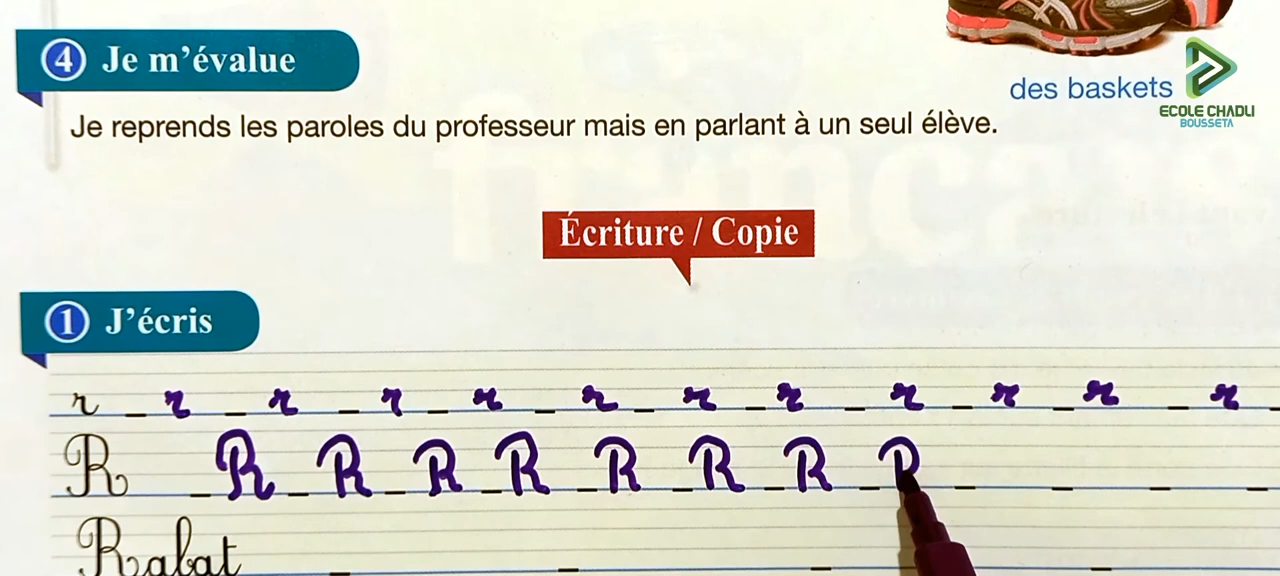 4 Je m'évalue
des baskets
ECOLE CHADLI
BOUSSETA
Je reprends les paroles du professeur mais en parlant à un seul élève.
Écriture / Copie
1 J'écris
r r r r r r r r r r r r
R R R R R R R R R
Rabat